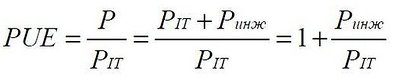 PUE = P / P_IT = (P_IT + P_инж) / P_IT = 1 + P_инж / P_IT